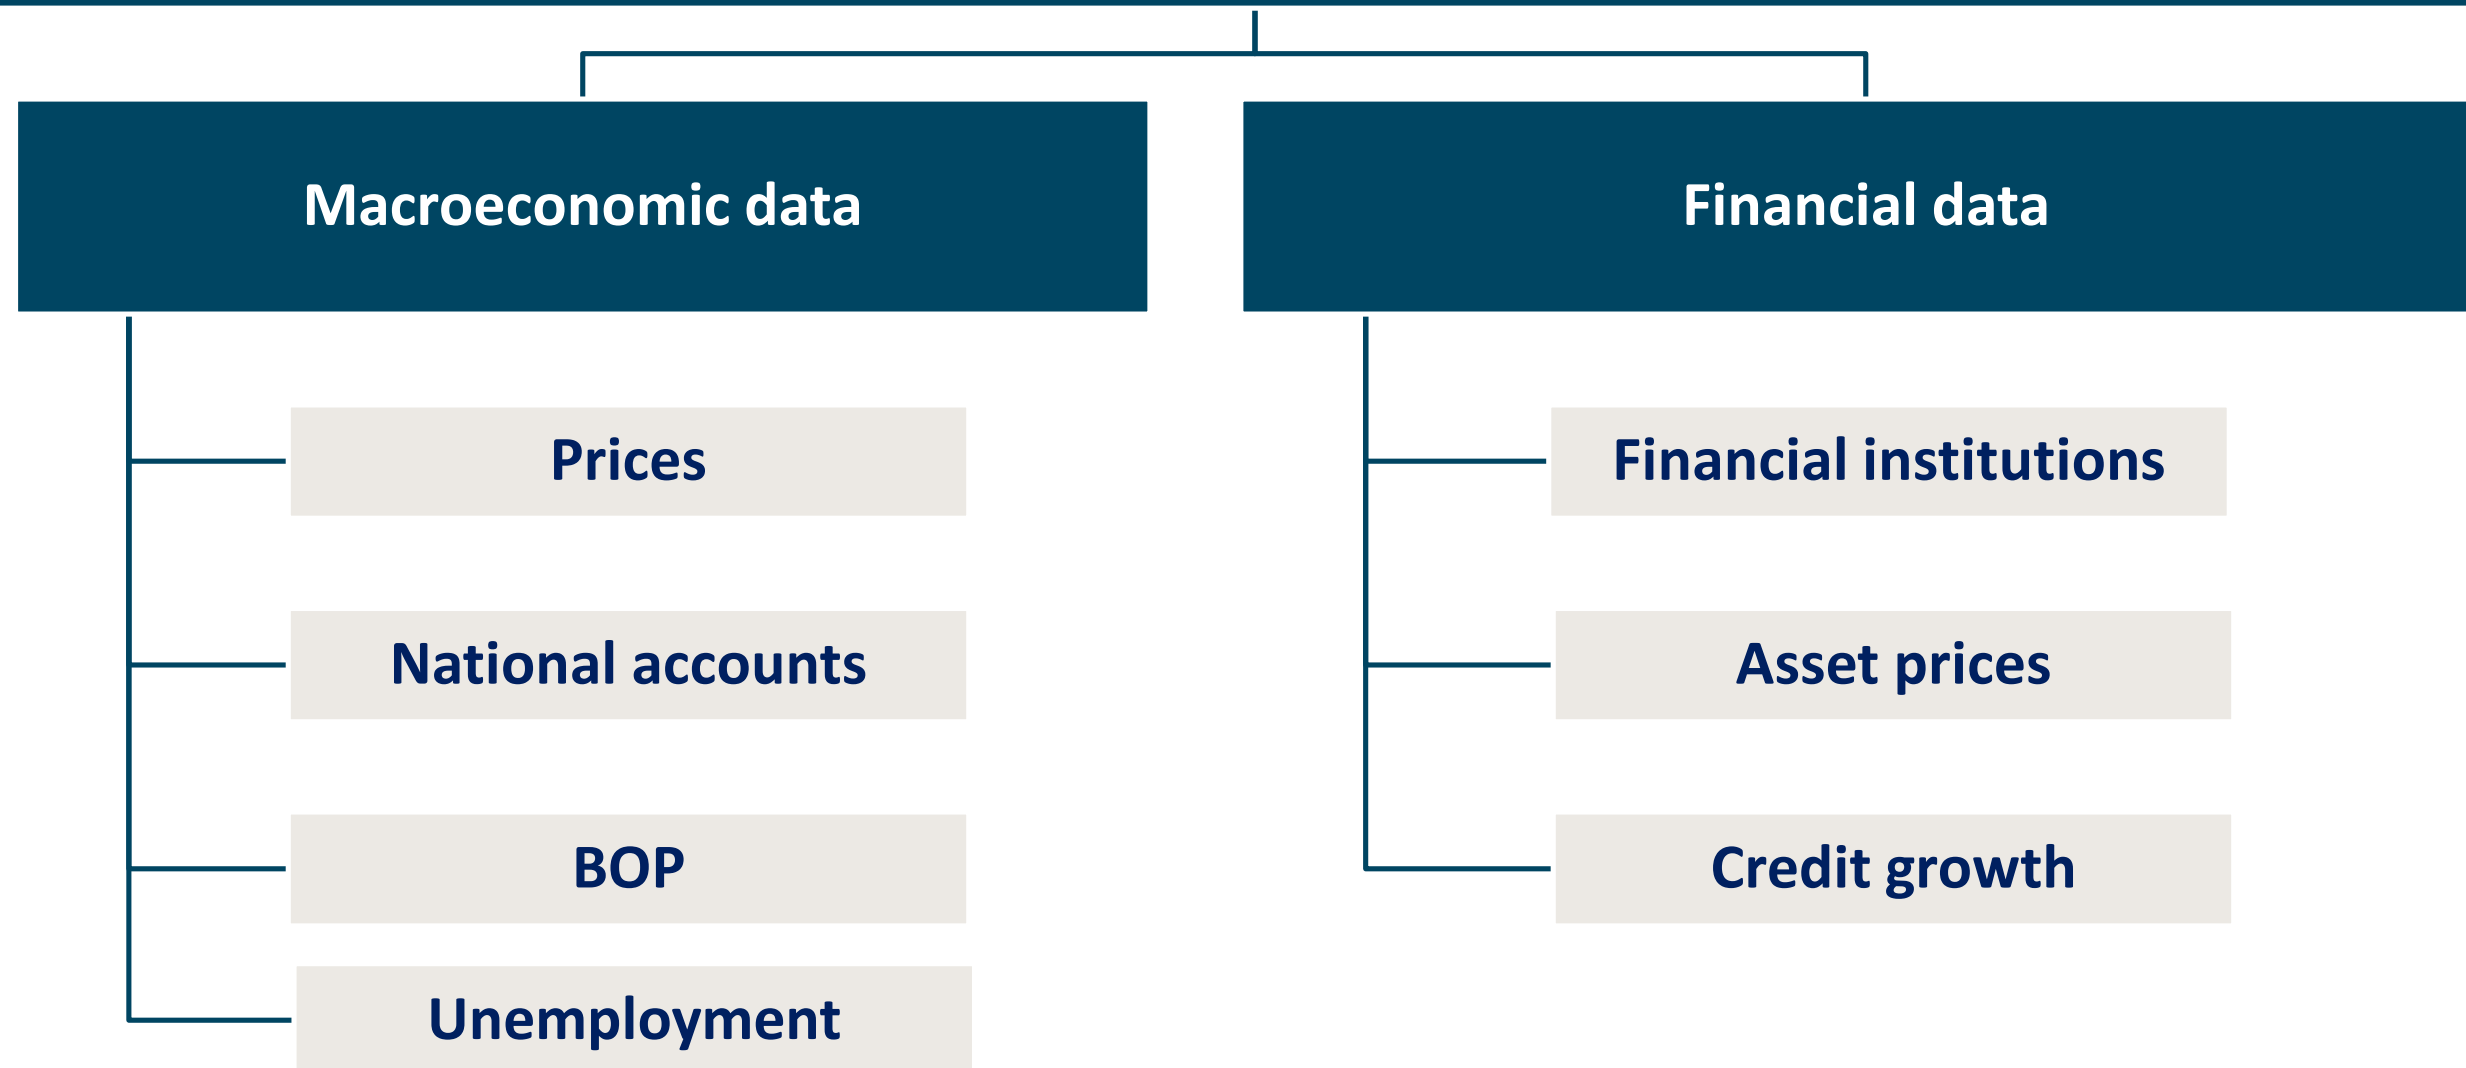 Macroeconomic data
Prices
National accounts
BOP
Unemployment
Financial data
Financial institutions
Asset prices
Credit growth